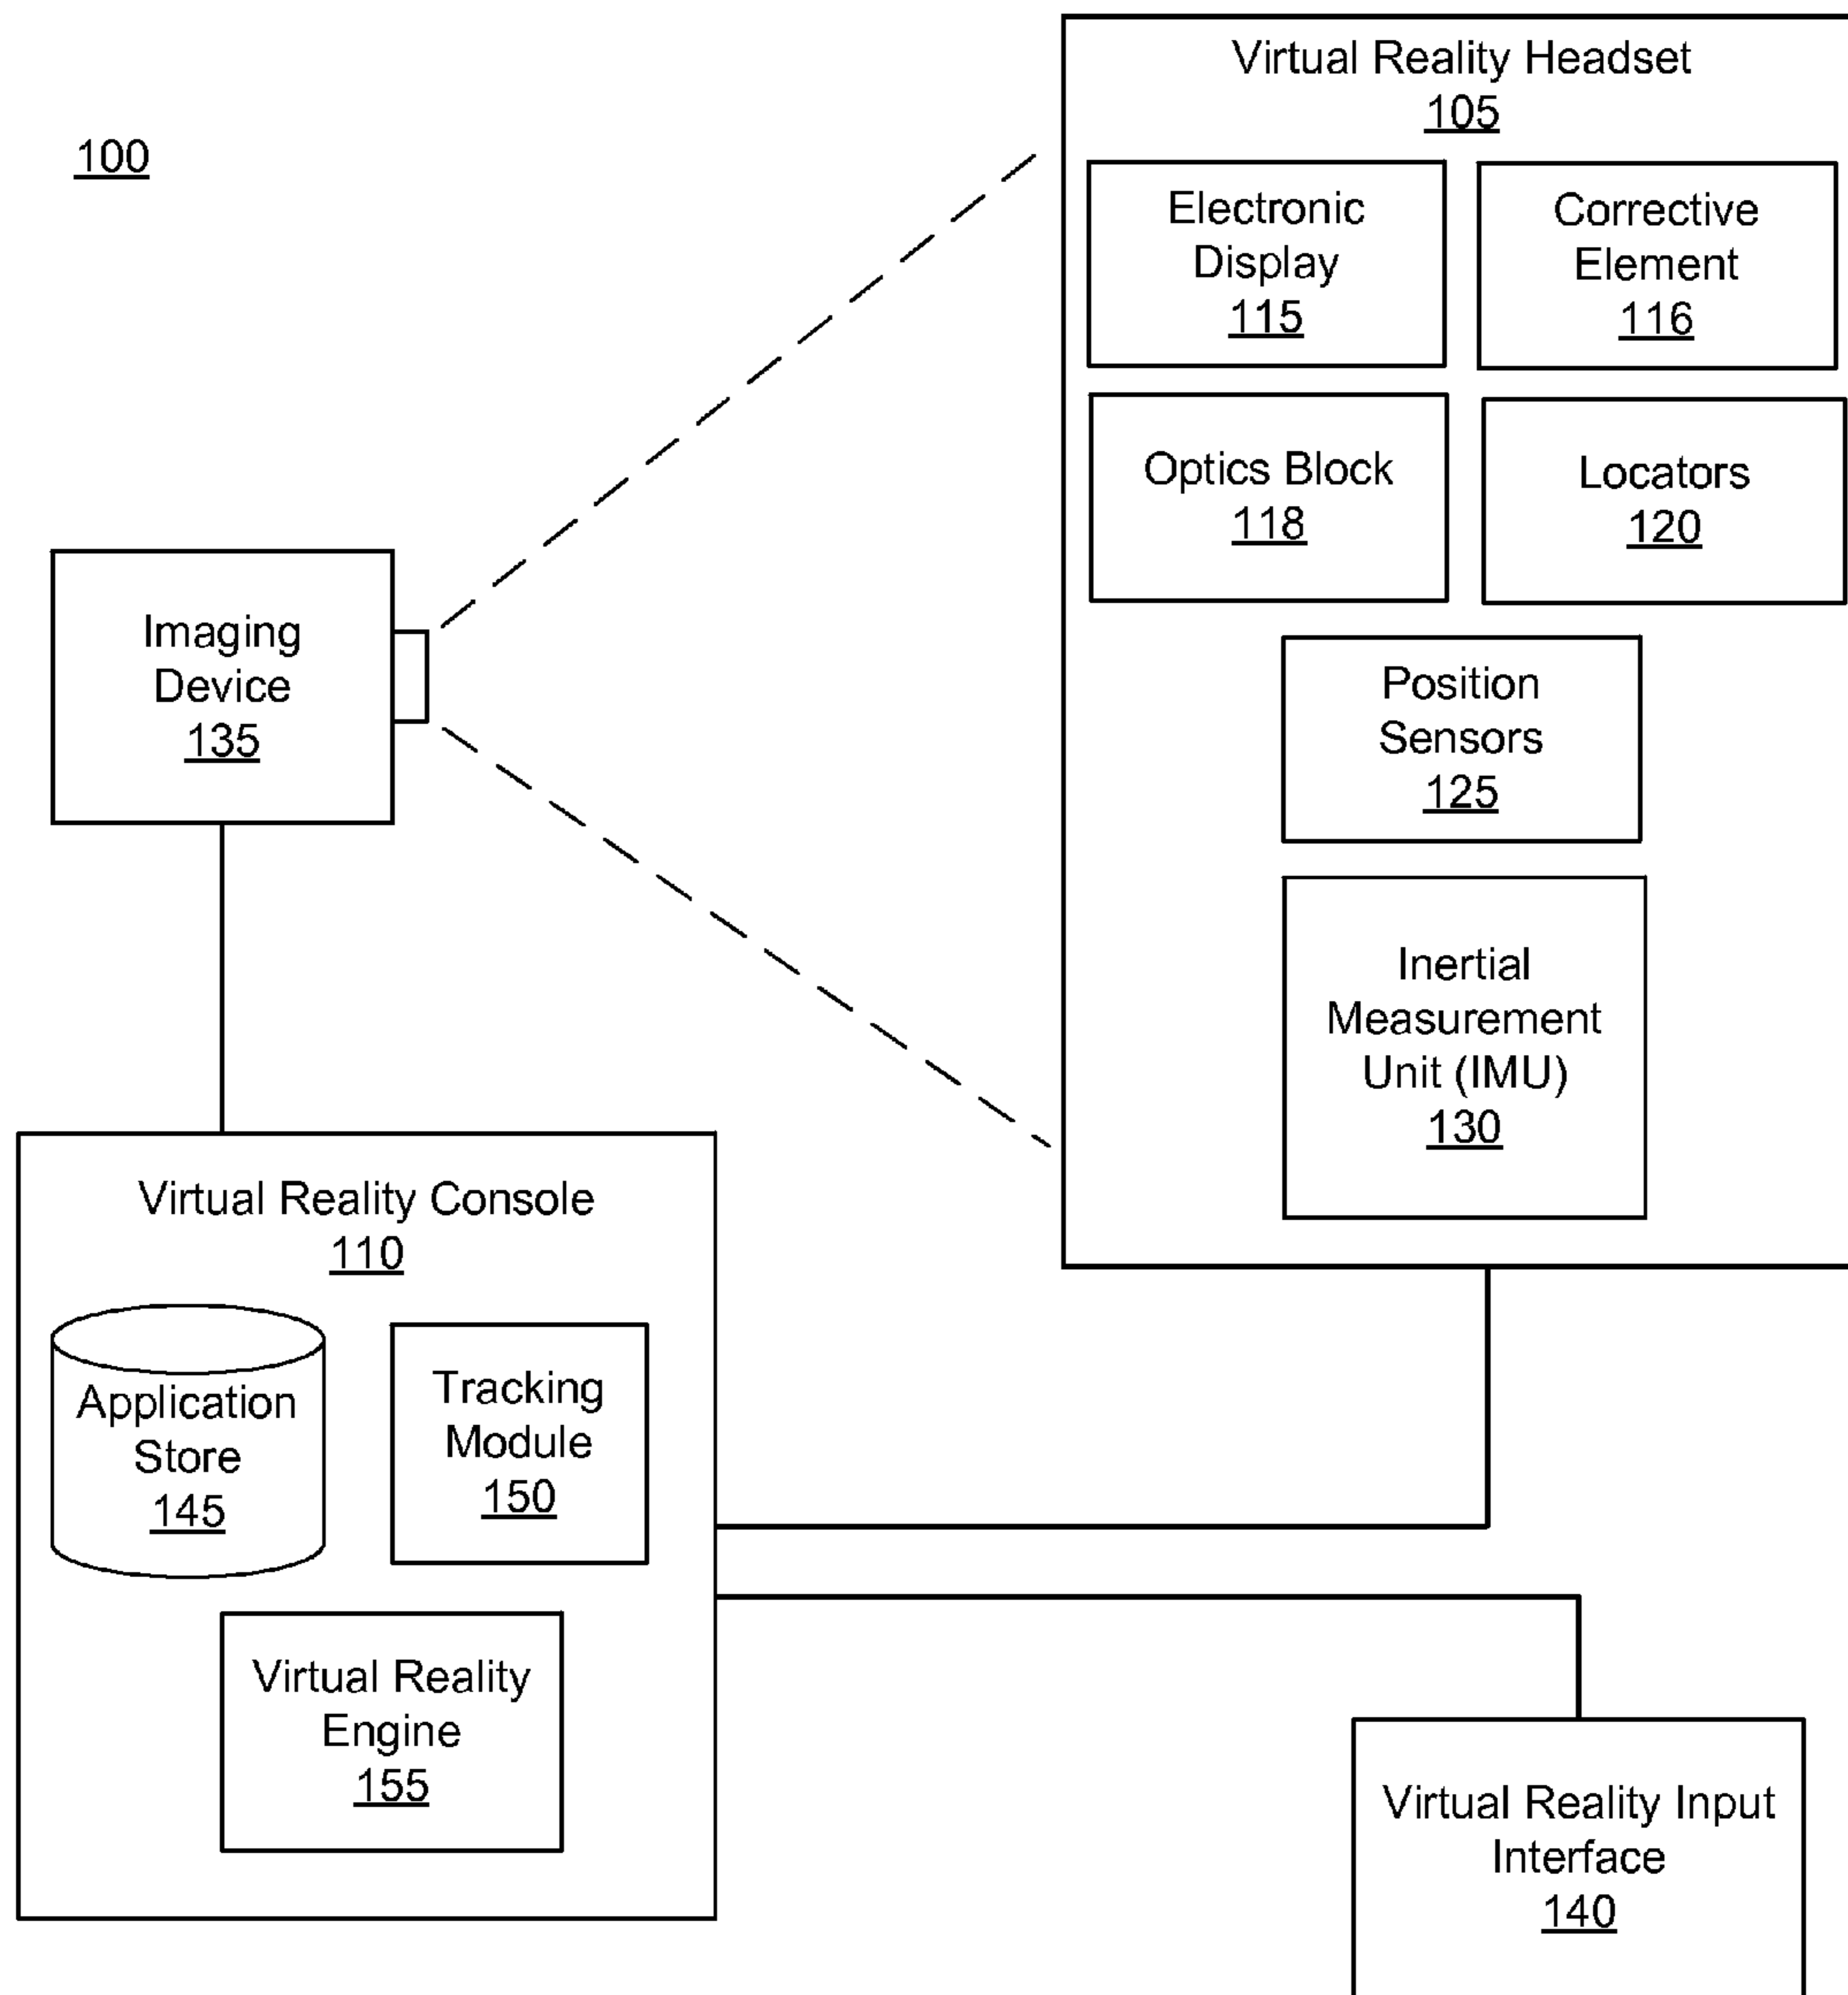 100
Virtual Reality Headset
105
Electronic
Display
115
Corrective
Element
116
Optics Block
118
Locators
120
Imaging
Device
135
Position
Sensors
125
Inertial
Measurement
Unit (IMU)
130
Virtual Reality Console
110
Application
Store
145
Tracking
Module
150
Virtual Reality
Engine
155
Virtual Reality Input
Interface
140